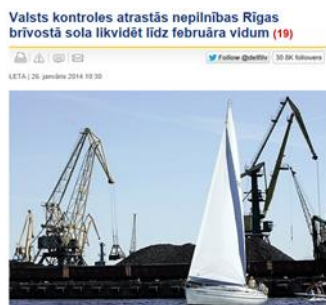 Valsts kontroles atrastās nepilnības Rīgas
brīvostā sola likvidēt līdz februāra vidum (19)
Follow @delfilv 30.8K followers
LETA | 26. janvāris 2014 10:30